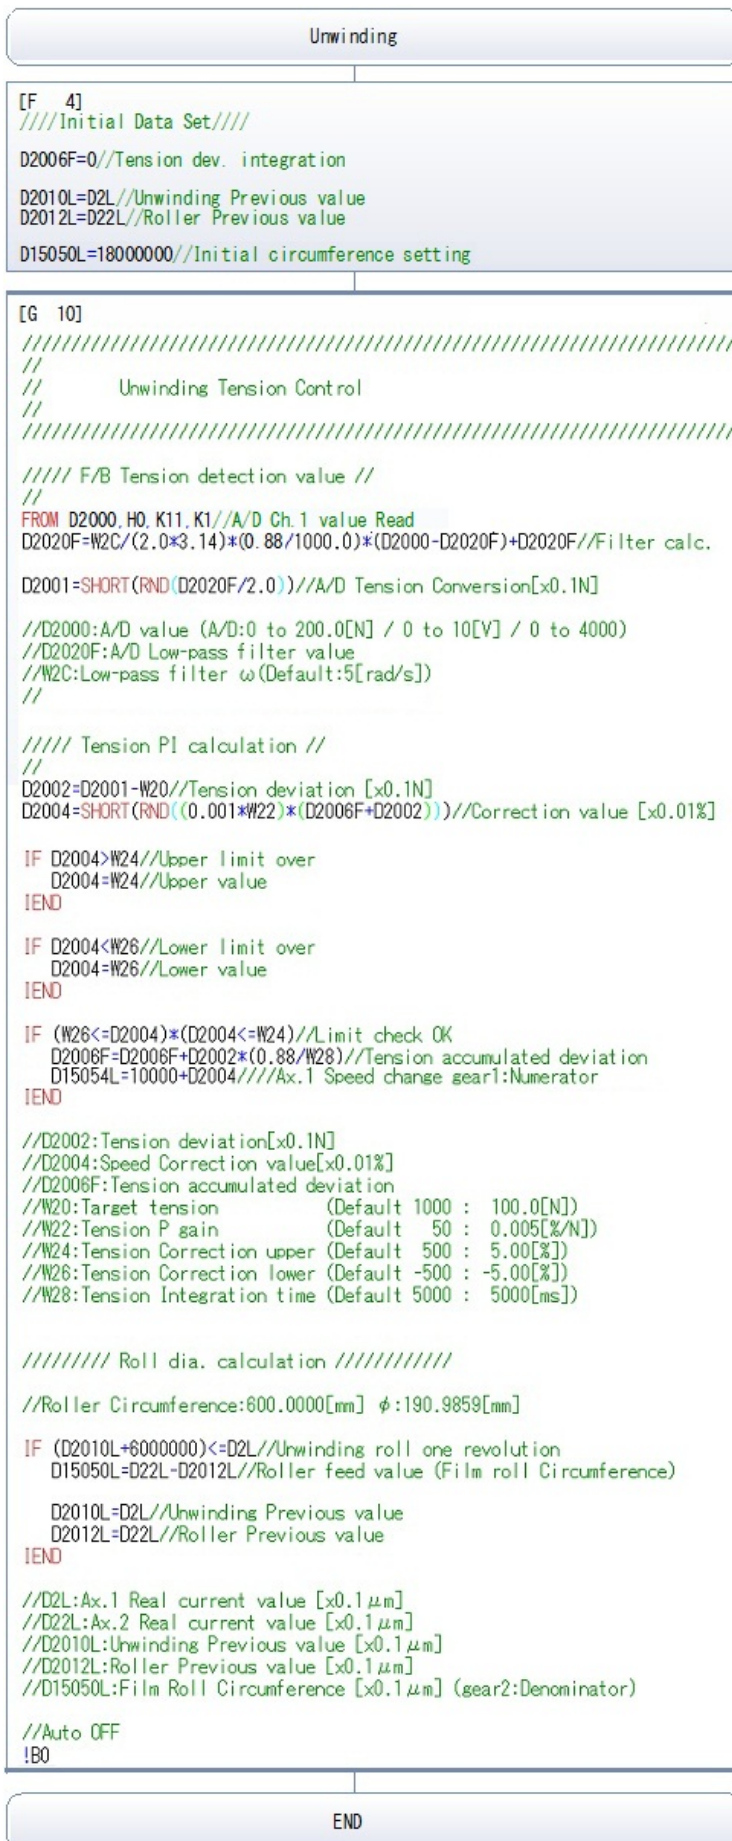 Unwinding
[F   4]
////Initial Data Set////
D2006F=0//Tension dev. integration
D2010L=D2L//Unwinding Previous value
D2012L=D22L//Roller Previous value
D15050L=18000000//Initial circumference setting
[G  10]
////////////////////////////////////////////////////////////////////////
//
//        Unwinding Tension Control
//
////////////////////////////////////////////////////////////////////////
///// F/B Tension detection value //
//
FROM D2000,H0,K11,K1//A/D Ch.1 value Read
D2020F=W2C/(2.0*3.14)*(0.88/1000.0)*(D2000-D2020F)+D2020F//Filter calc.
D2001=SHORT(RND(D2020F/2.0))//A/D Tension Conversion[x0.1N]
//D2000:A/D value (A/D:0 to 200.0[N] / 0 to 10[V] / 0 to 4000)
//D2020F:A/D Low-pass filter value
//W2C:Low-pass filter ω(Default:5[rad/s])
//
///// Tension PI calculation //
//
D2002=D2001-W20//Tension deviation [x0.1N]
D2004=SHORT(RND((0.001*W22)*(D2006F+D2002)))//Correction value [x0.01%]
IF D2004>W24//Upper limit over
D2004=W24//Upper value
IEND
IF D2004<W26//Lower limit over
D2004=W26//Lower value
IEND
IF (W26<=D2004)*(D2004<=W24)//Limit check OK
D2006F=D2006F+D2002*(0.88/W28)//Tension accumulated deviation
D15054L=10000+D2004////Ax.1 Speed change gear1:Numerator
IEND
//D2002:Tension deviation[x0.1N]
//D2004:Speed Correction value[x0.01%]
//D2006F:Tension accumulated deviation
//W20:Target tension           (Default 1000 :  100.0[N])
//W22:Tension P gain           (Default   50 :  0.005[%/N])
//W24:Tension Correction upper (Default  500 :  5.00[%])
//W26:Tension Correction lower (Default -500 : -5.00[%])
//W28:Tension Integration time (Default 5000 :  5000[ms])
///////// Roll dia. calculation ////////////
//Roller Circumference:600.0000[mm] φ:190.9859[mm]
IF (D2010L+6000000)<=D2L//Unwinding roll one revolution
D15050L=D22L-D2012L//Roller feed value (Film roll Circumference)
D2010L=D2L//Unwinding Previous value
D2012L=D22L//Roller Previous value
IEND
//D2L:Ax.1 Real current value [x0.1μm]
//D22L:Ax.2 Real current value [x0.1μm]
//D2010L:Unwinding Previous value [x0.1μm]
//D2012L:Roller Previous value [x0.1μm]
//D15050L:Film Roll Circumference [x0.1μm] (gear2:Denominator)
//Auto OFF
!B0
END